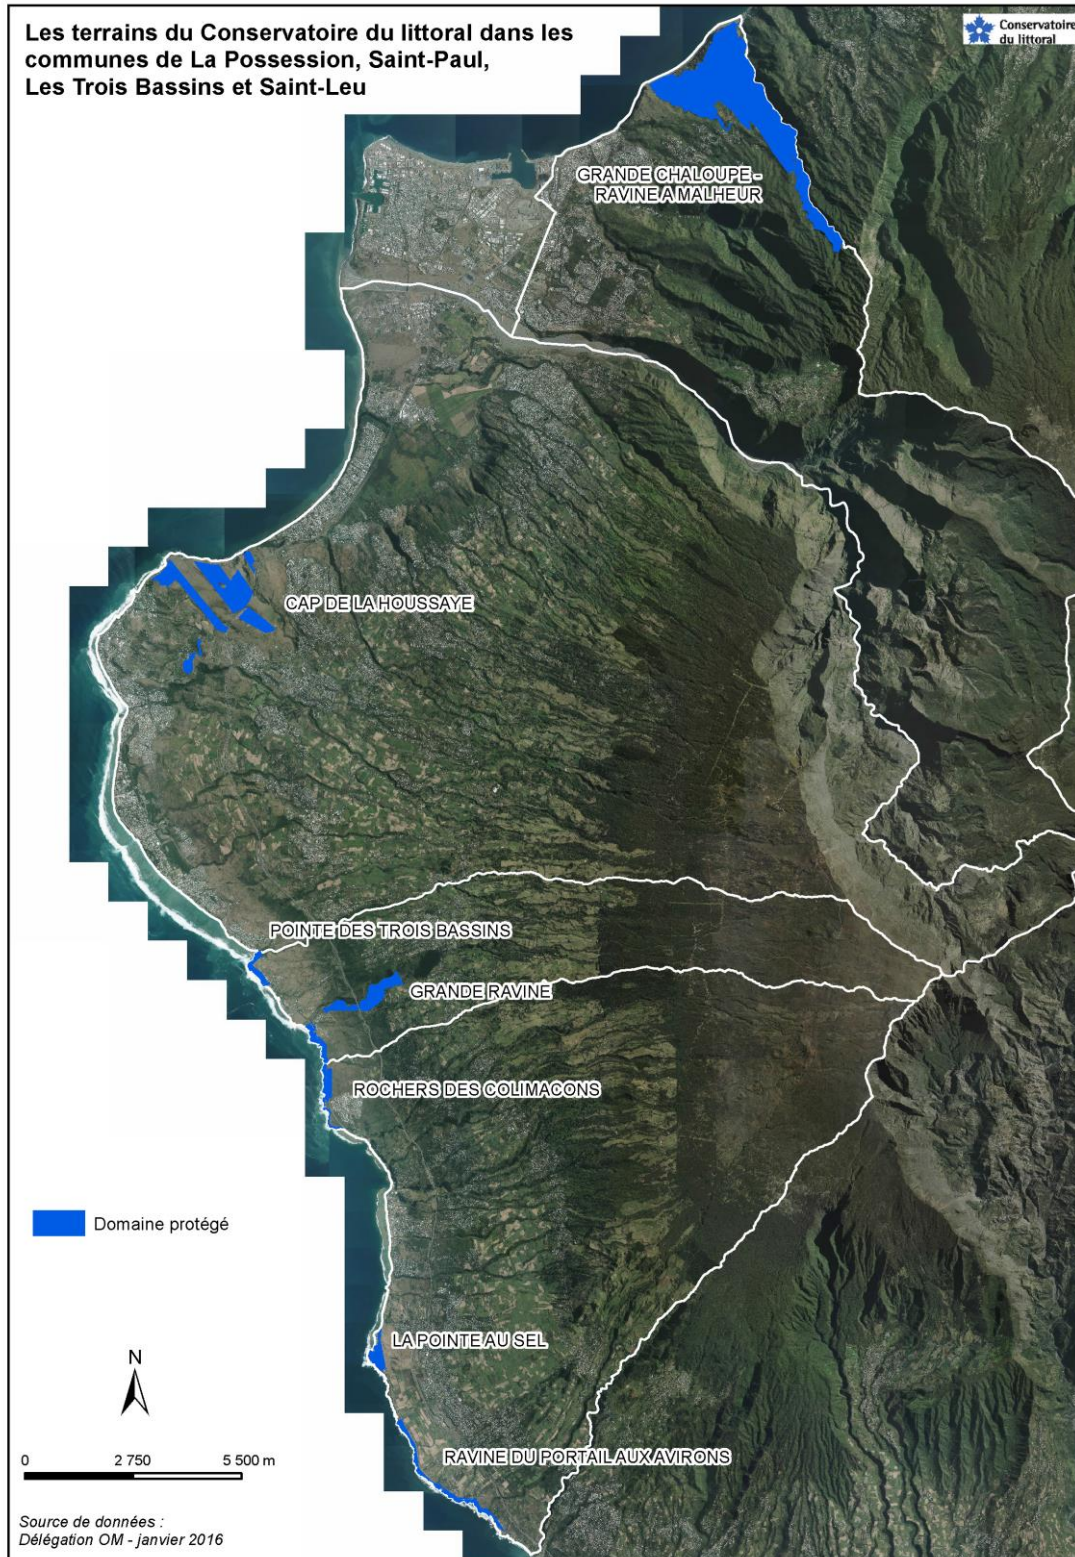 Les terrains du Conservatoire du littoral dans les
communes de La Possession, Saint-Paul,
Les Trois Bassins et Saint-Leu
Conservatoire
du littoral
GRANDE CHALOUPE -
RAVINE A MALHEUR
CAP DE LA HOUSSAYE
POINTE DES TROIS BASSINS
GRANDE RAVINE
ROCHERS DES COLIMACONS
Domaine protégé
LA POINTE AU SEL
N
RAVINE DU PORTAIL AUX AVIRONS
0 2 750 5 500 m
Source de données :
Délégation OM - janvier 2016